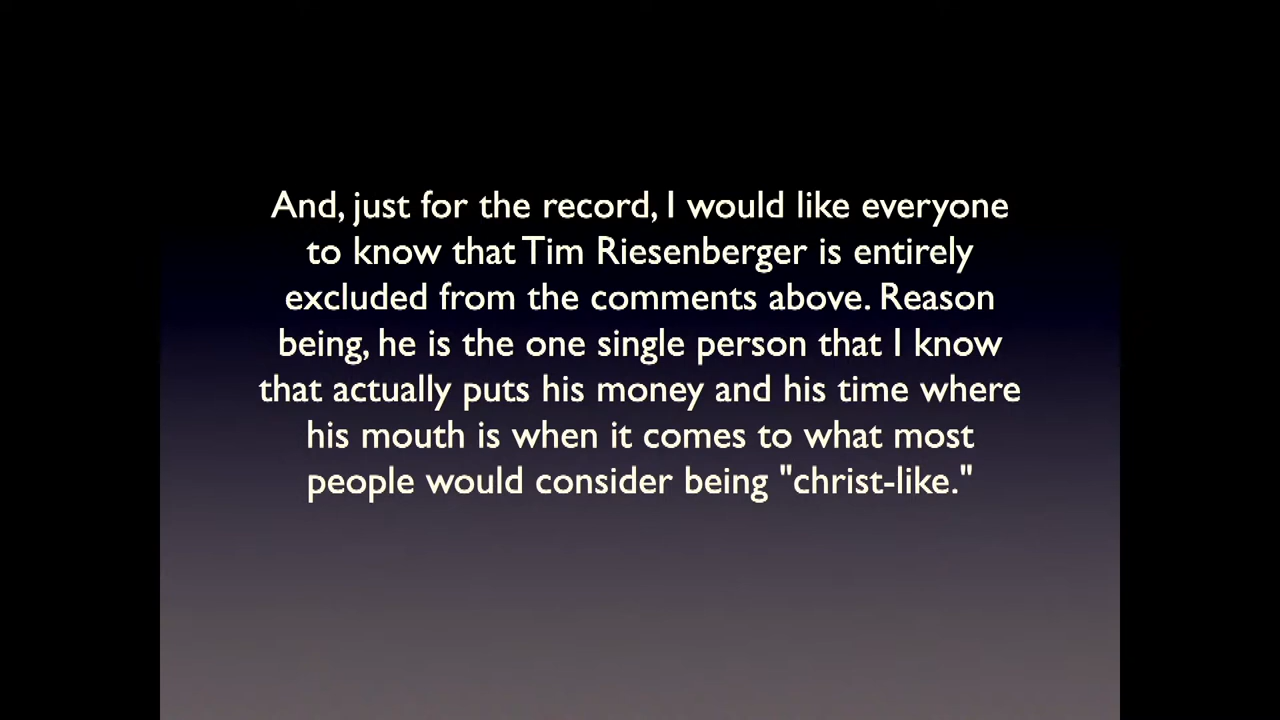 And, just for the record, I would like everyone
to know that Tim Riesenberger is entirely
excluded from the comments above. Reason
being, he is the one single person that I know
that actually puts his money and his time where
his mouth is when it comes to what most
people would consider being "christ-like."